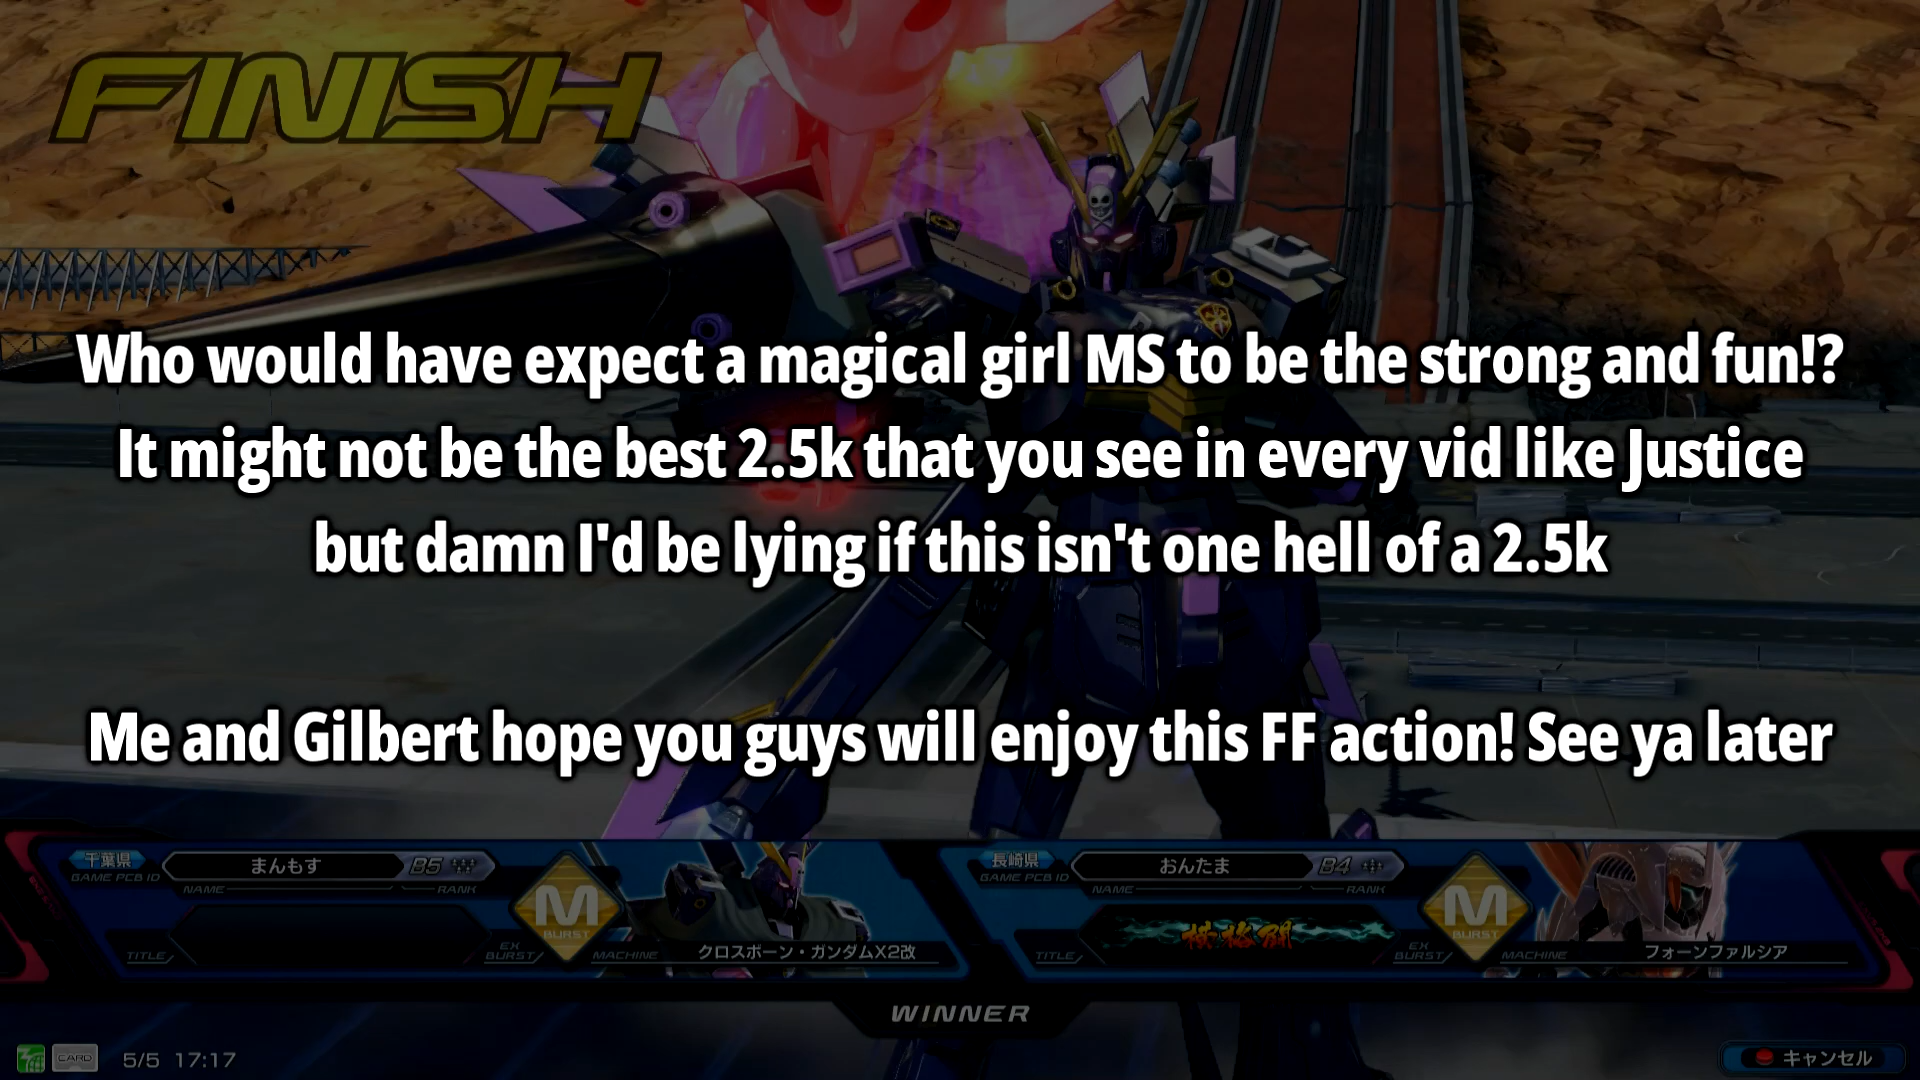 FINISH
Who would have expect a magical girl MS to be the strong and fun!?
It might not be the best 2.5k that you see in every vid like Justice
but damn I'd be lying if this isn't one hell of a 2.5k
Me and Gilbert hope you guys will enjoy this FF action! See ya later
千葉県
GAME PCB ID
まんもす
B5
NAME
RANK
M
BURST
TITLE
EX
BURST
MACHINE
クロスボーン・ガンダムX2改
長崎県
GAME PCB ID
おんたま
B4
NAME
RANK
M
BURST
TITLE
横格闘
EX
BURST
MACHINE
フォーンファルシア
WINNER
CARD
5/5 17:17
キャンセル